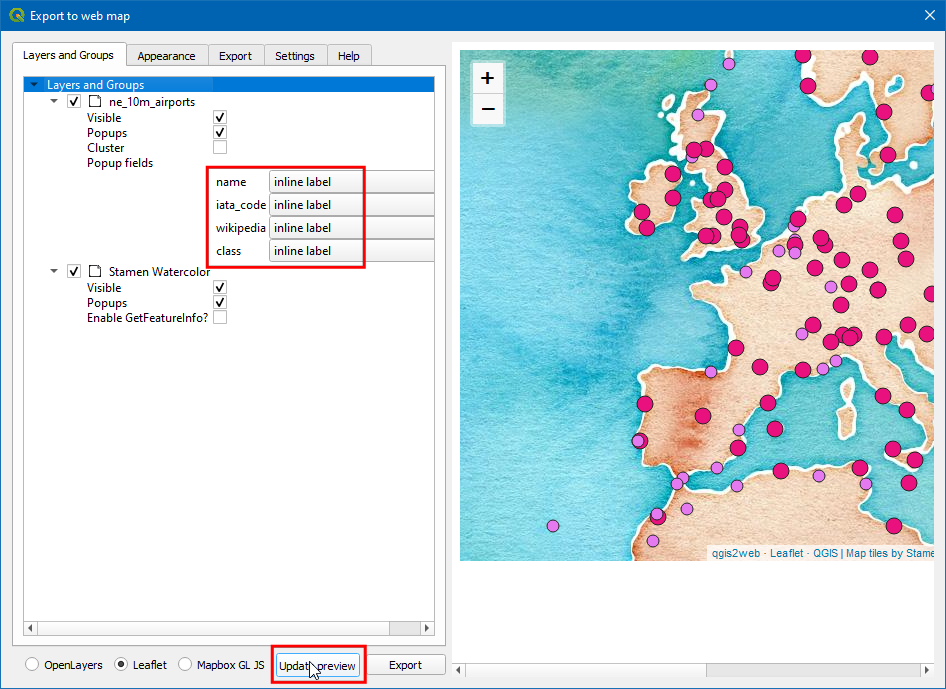 Export to web map
Layers and Groups Appearance Export Settings Help
Layers and Groups
ne_10m_airports
Visible
Popups
Cluster
Popup fields
name inline label
iata_code inline label
wikipedia inline label
class inline label
Stamen Watercolor
Visible
Popups
Enable GetFeatureInfo?
OpenLayers Leaflet Mapbox GL JS Update preview Export
+
−
qgis2web · Leaflet · QGIS | Map tiles by Stame